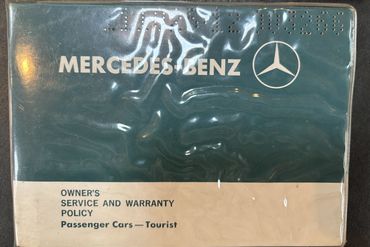 MERCEDES-BENZ
OWNER'S
SERVICE AND WARRANTY
POLICY
Passenger Cars — Tourist